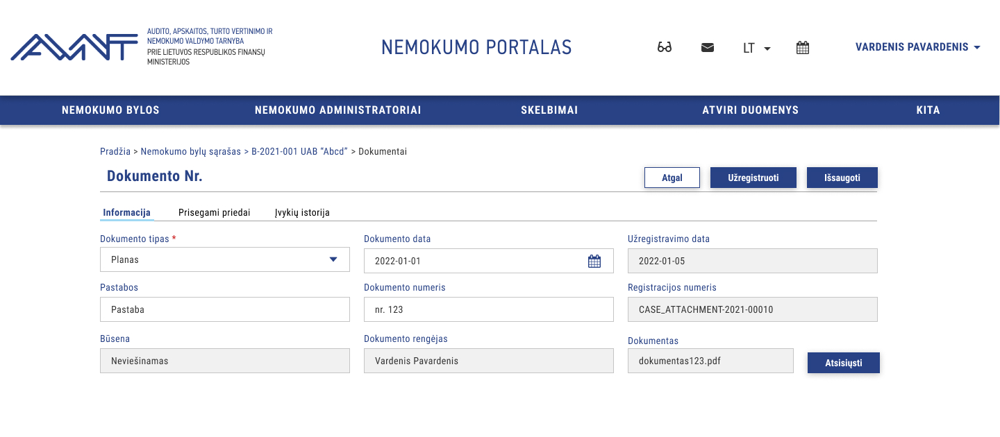 AUDITO, APSKAITOS, TURTO VERTINIMO IR
NEMOKUMO VALDYMO TARNYBA
PRIE LIETUVOS RESPUBLIKOS FINANSŲ
MINISTERIJOS
NEMOKUMO PORTALAS
LT
VARDENIS PAVARDENIS
NEMOKUMO BYLOS
NEMOKUMO ADMINISTRATORIAI
SKELBIMAI
ATVIRI DUOMENYS
KITA
Pradžia > Nemokumo bylų sąrašas > B-2021-001 UAB “Abcd” > Dokumentai
Dokumento Nr.
Atgal
Užregistruoti
Išsaugoti
Informacija
Prisegami priedai
Įvykių istorija
Dokumento tipas *
Planas
Dokumento data
2022-01-01
Užregistravimo data
2022-01-05
Pastabos
Pastaba
Dokumento numeris
nr. 123
Registracijos numeris
CASE_ATTACHMENT-2021-00010
Būsena
Neviešinamas
Dokumento rengėjas
Vardenis Pavardenis
Dokumentas
dokumentas123.pdf
Atsisiųsti